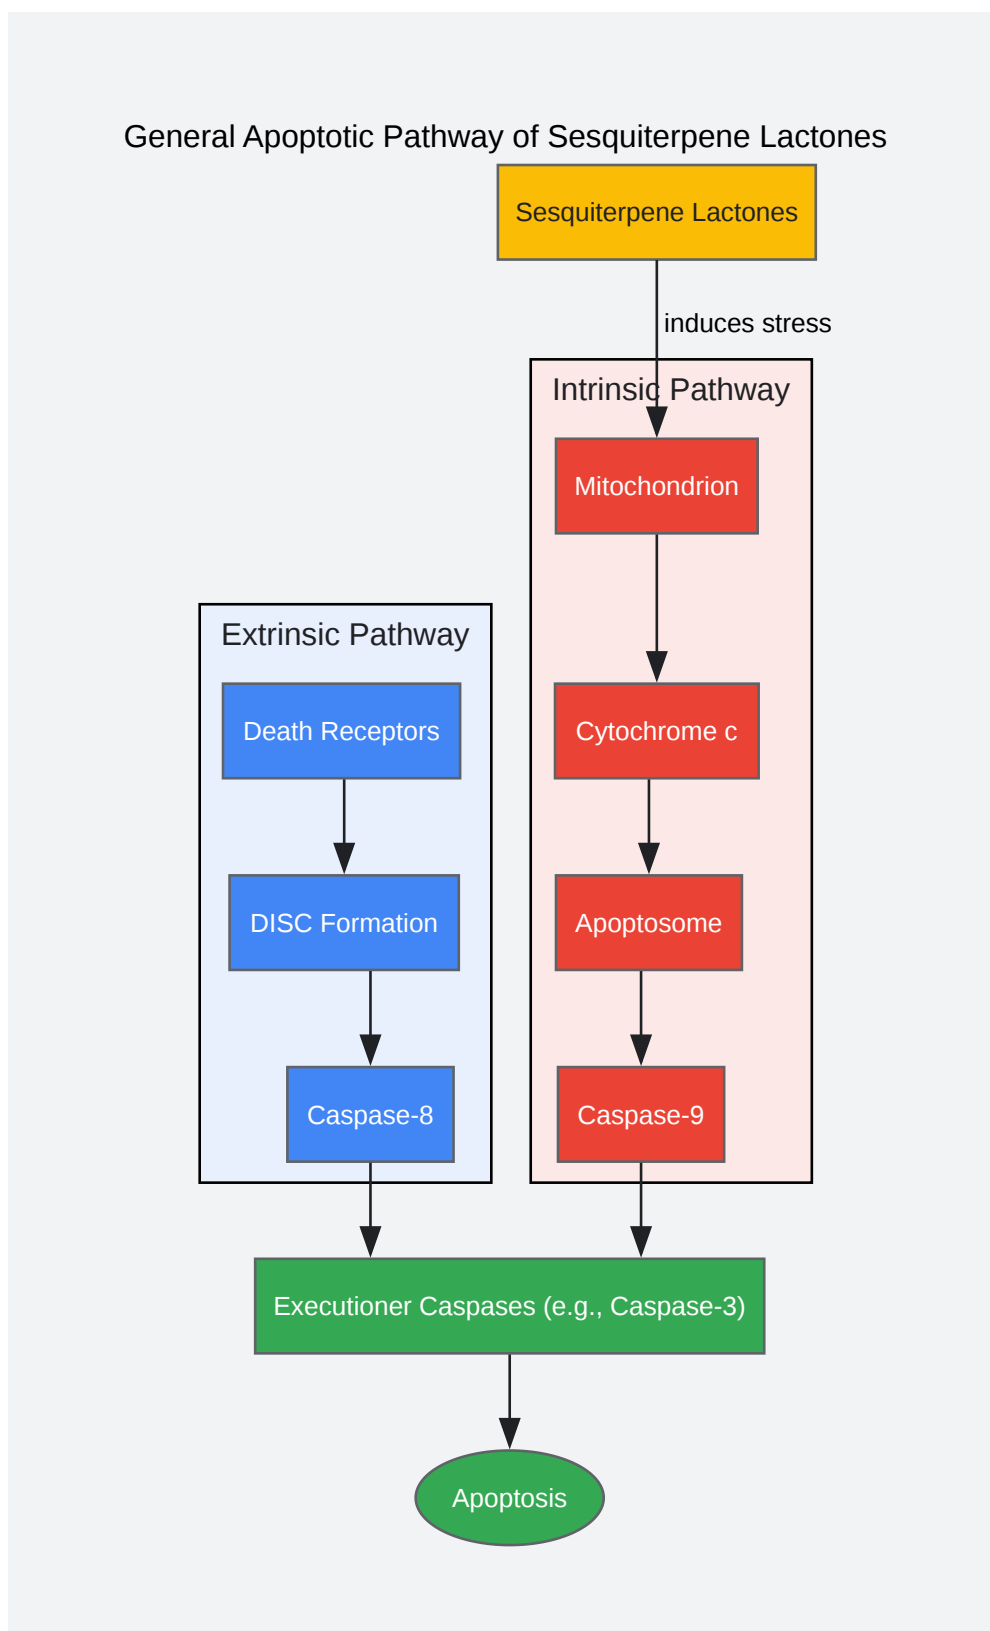 General Apoptotic Pathway of Sesquiterpene Lactones
Sesquiterpene Lactones
induces stress
Intrinsic Pathway
Mitochondrion
Extrinsic Pathway
Death Receptors
Cytochrome c
DISC Formation
Apoptosome
Caspase-8
Caspase-9
Executioner Caspases (e.g., Caspase-3)
Apoptosis